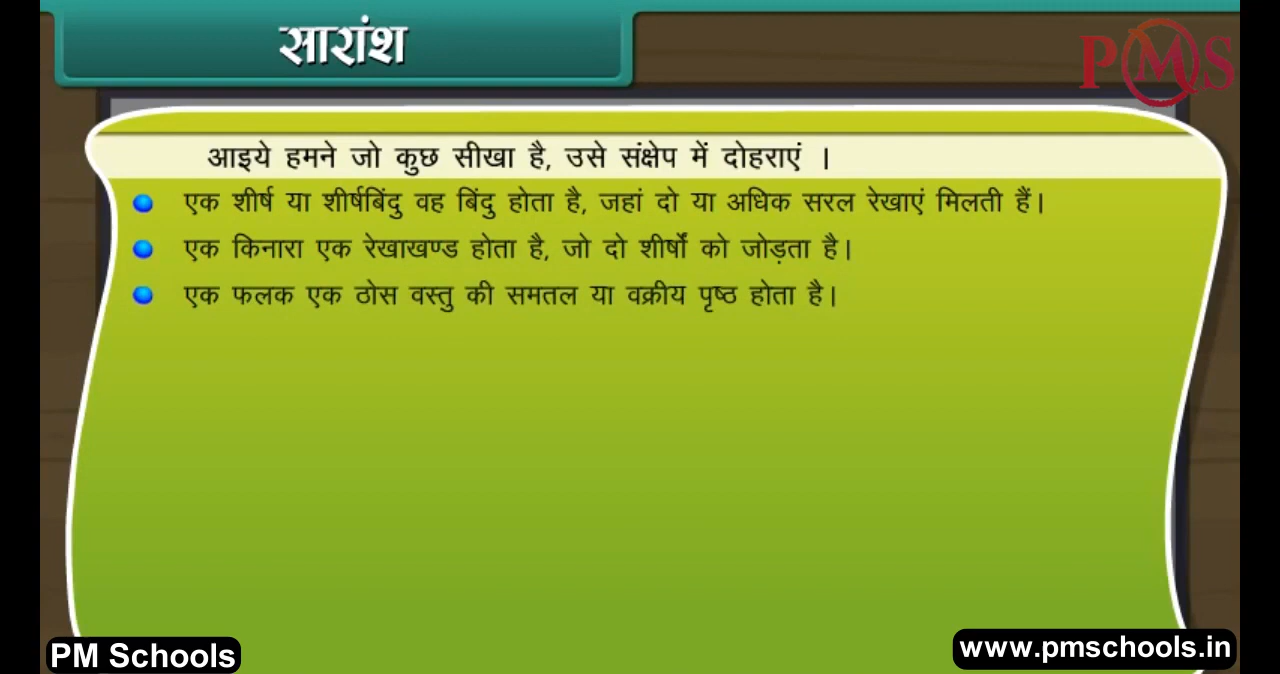 सारांश
PMS
आइये हमने जो कुछ सीखा है, उसे संक्षेप में दोहराएं ।
एक शीर्ष या शीर्षबिंदु वह बिंदु होता है, जहां दो या अधिक सरल रेखाएं मिलती हैं।
एक किनारा एक रेखाखण्ड होता है, जो दो शीर्षों को जोड़ता है।
एक फलक एक ठोस वस्तु की समतल या वक्रीय पृष्ठ होता है।
PM Schools
www.pmschools.in